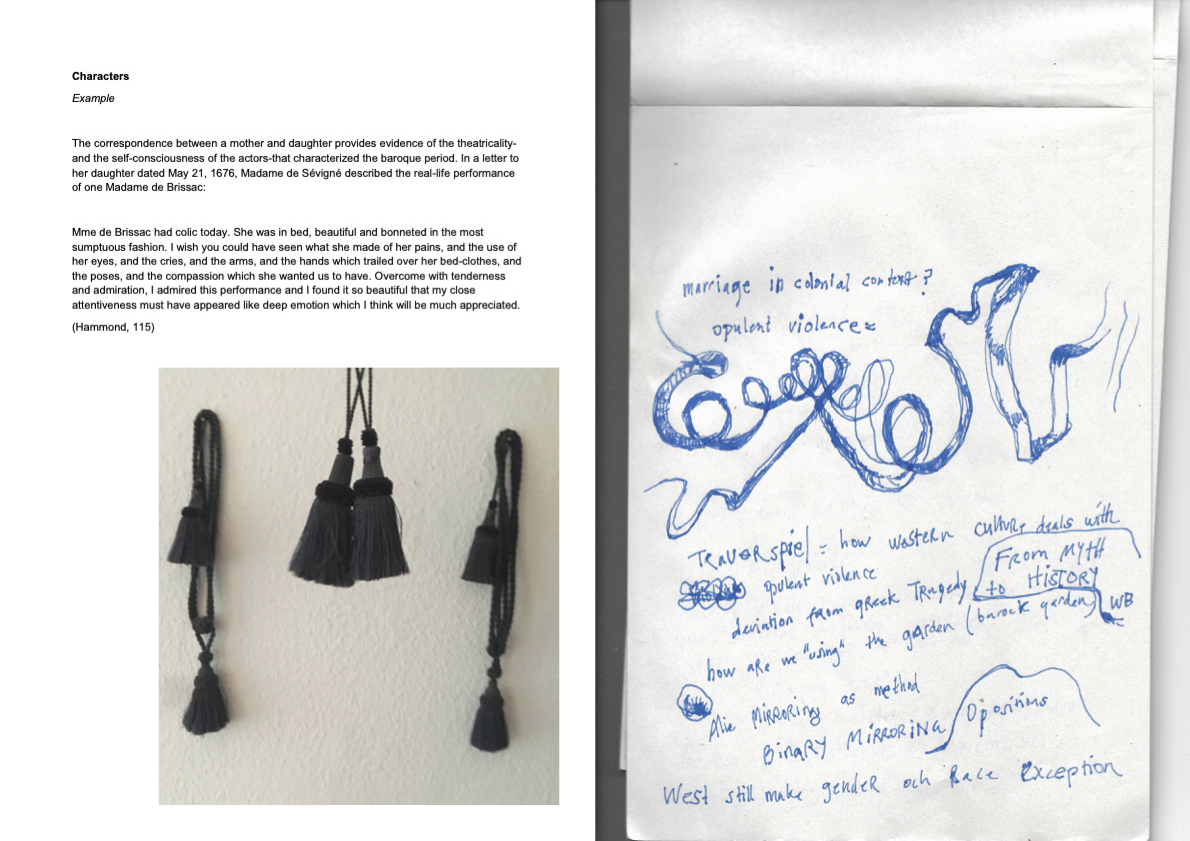 Characters
Example
The correspondence between a mother and daughter provides evidence of the theatricality-
and the self-consciousness of the actors-that characterized the baroque period. In a letter to
her daughter dated May 21, 1676, Madame de Sévigné described the real-life performance
of one Madame de Brissac:
Mme de Brissac had colic today. She was in bed, beautiful and bonneted in the most
sumptuous fashion. I wish you could have seen what she made of her pains, and the use of
her eyes, and the cries, and the arms, and the hands which trailed over her bed-clothes, and
the poses, and the compassion which she wanted us to have. Overcome with tenderness
and admiration, I admired this performance and I found it so beautiful that my close
attentiveness must have appeared like deep emotion which I think will be much appreciated.
(Hammond, 115)
marriage in colonial context?
opulent violence
TRAUERSPIEL = how western culture deals with
opulent violence
From MYTH
to HISTORY
deviation from greek Tragedy
WB
how are we "using" the garden (barock garden)
MIRRORING as method
BINARY MIRRORING
Opositions
West still make gender och Race Exception